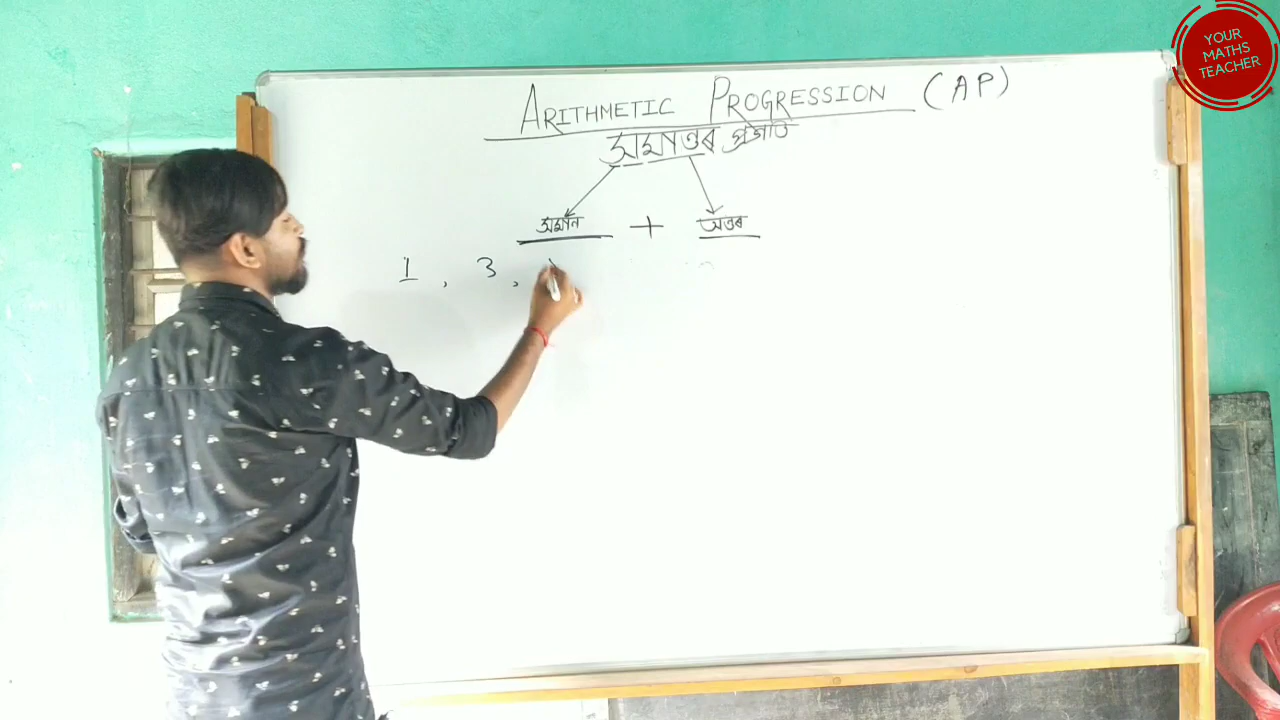 ARITHMETIC PROGRESSION (AP)
সমান্তৰ প্ৰগতি
সমান + অন্তৰ
1, 3,
YOUR
MATHS
TEACHER